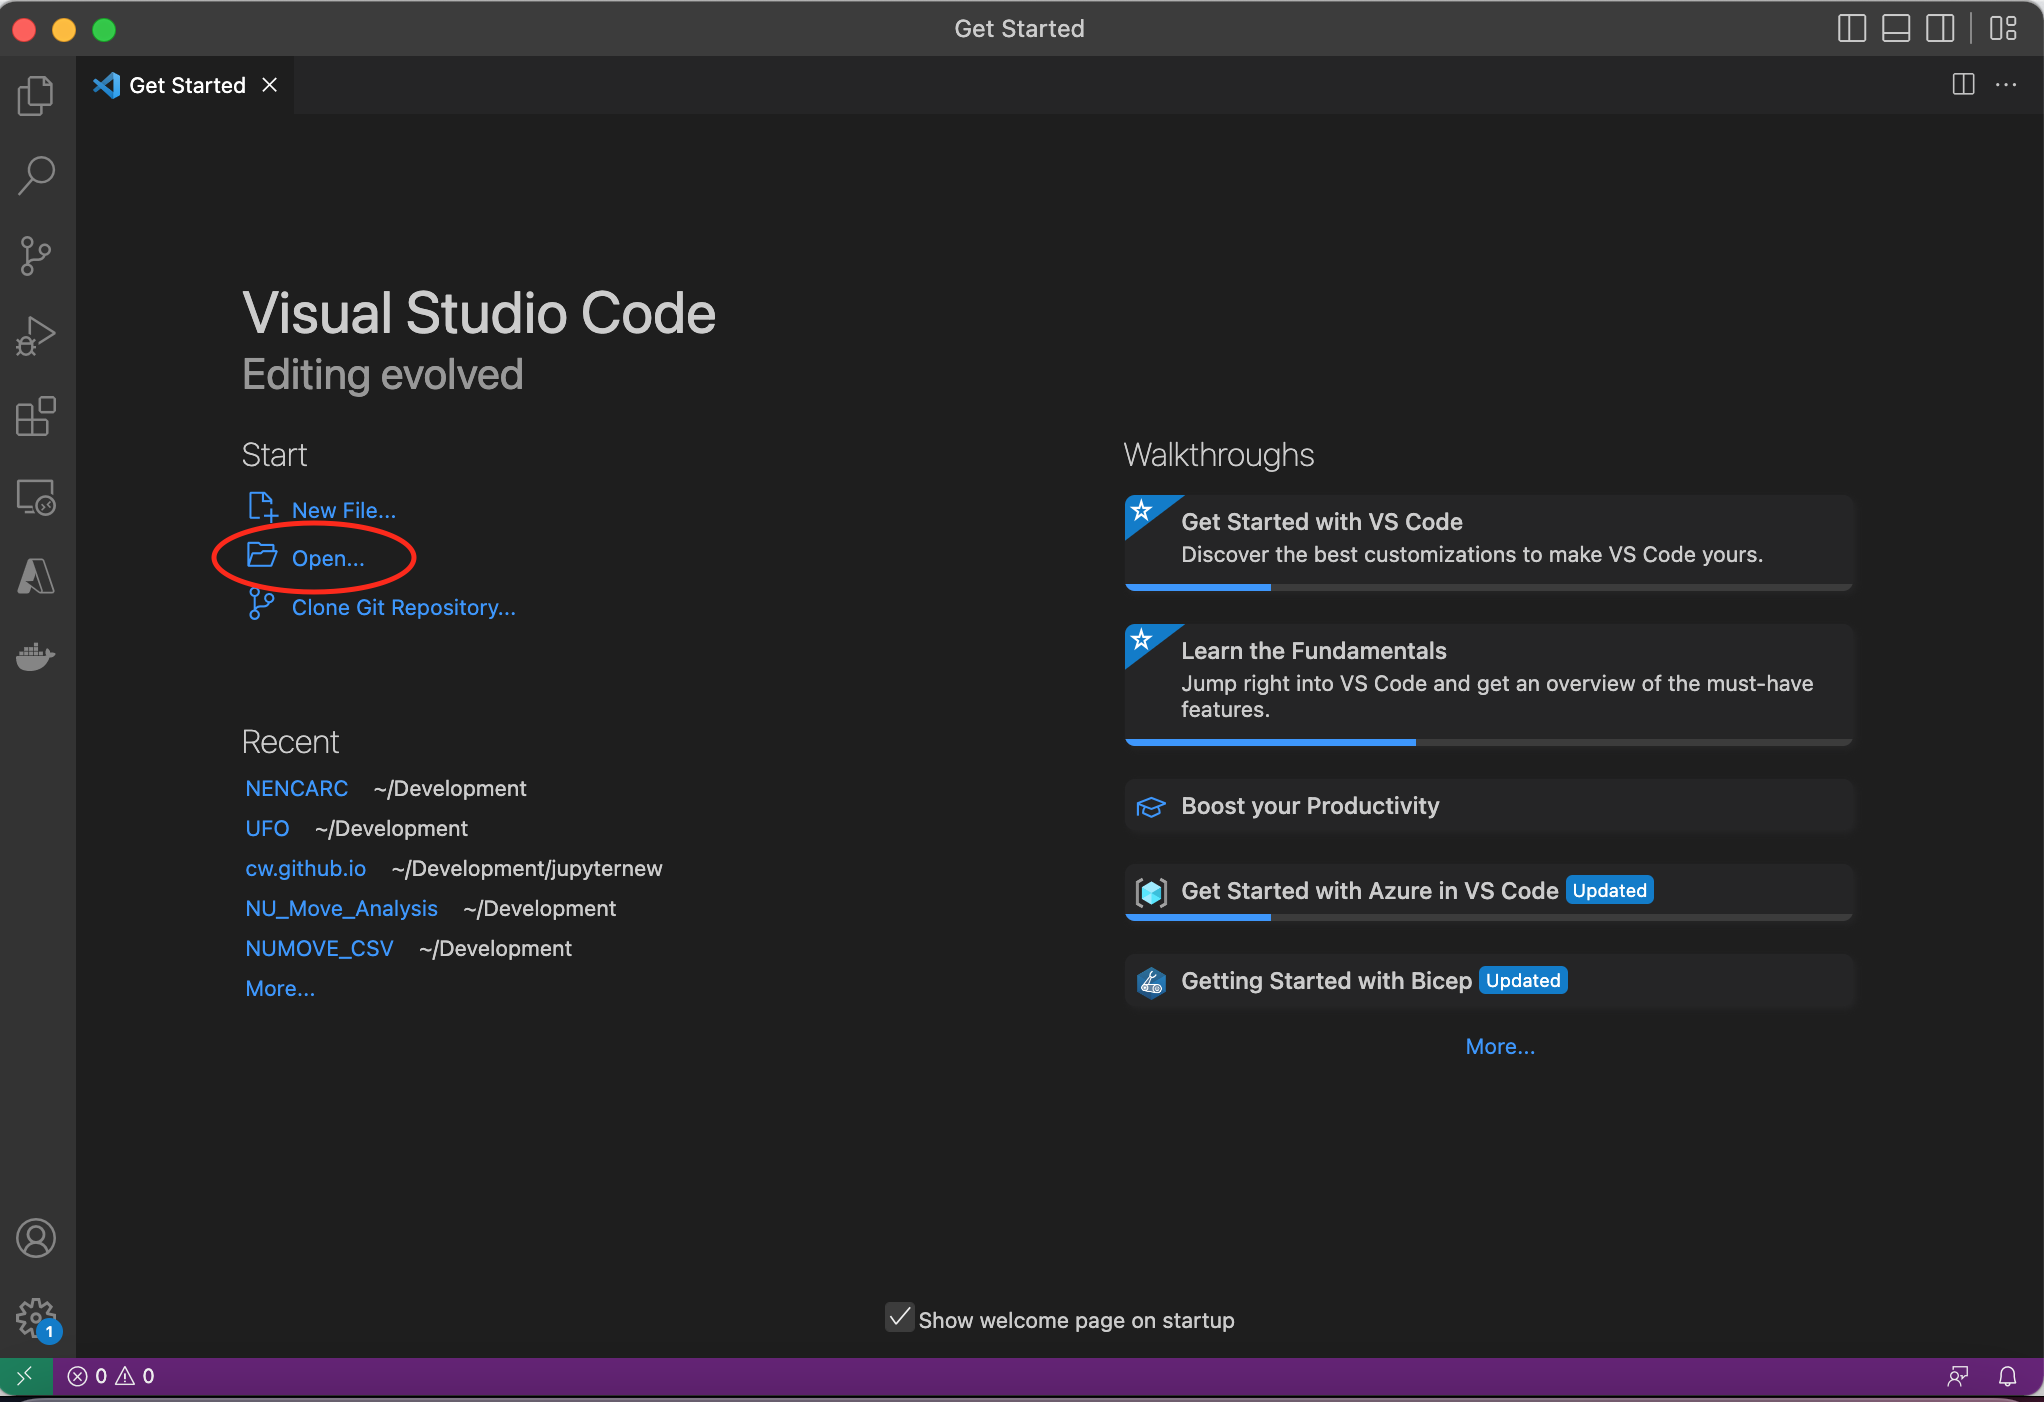 Get Started
Get Started
Visual Studio Code
Editing evolved
Start
New File...
Open...
Clone Git Repository...
Recent
NENCARC ~/Development
UFO ~/Development
cw.github.io ~/Development/jupyternew
NU_Move_Analysis ~/Development
NUMOVE_CSV ~/Development
More...
Walkthroughs
Get Started with VS Code
Discover the best customizations to make VS Code yours.
Learn the Fundamentals
Jump right into VS Code and get an overview of the must-have
features.
Boost your Productivity
Get Started with Azure in VS Code Updated
Getting Started with Bicep Updated
More...
Show welcome page on startup
1
0 0